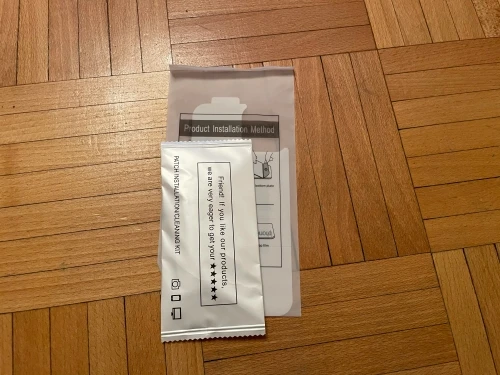 Product Installation Method
PATCH INSTALLATION/CLEANING KIT
Friend! if you like our products,
we are very eager to get your ★★★★★